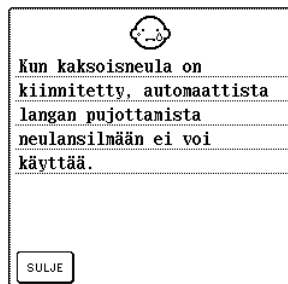 Kun kaksoisneula on
kiinnitetty, automaattista
langan pujottamista
neulansilmään ei voi
käyttää.
SULJE